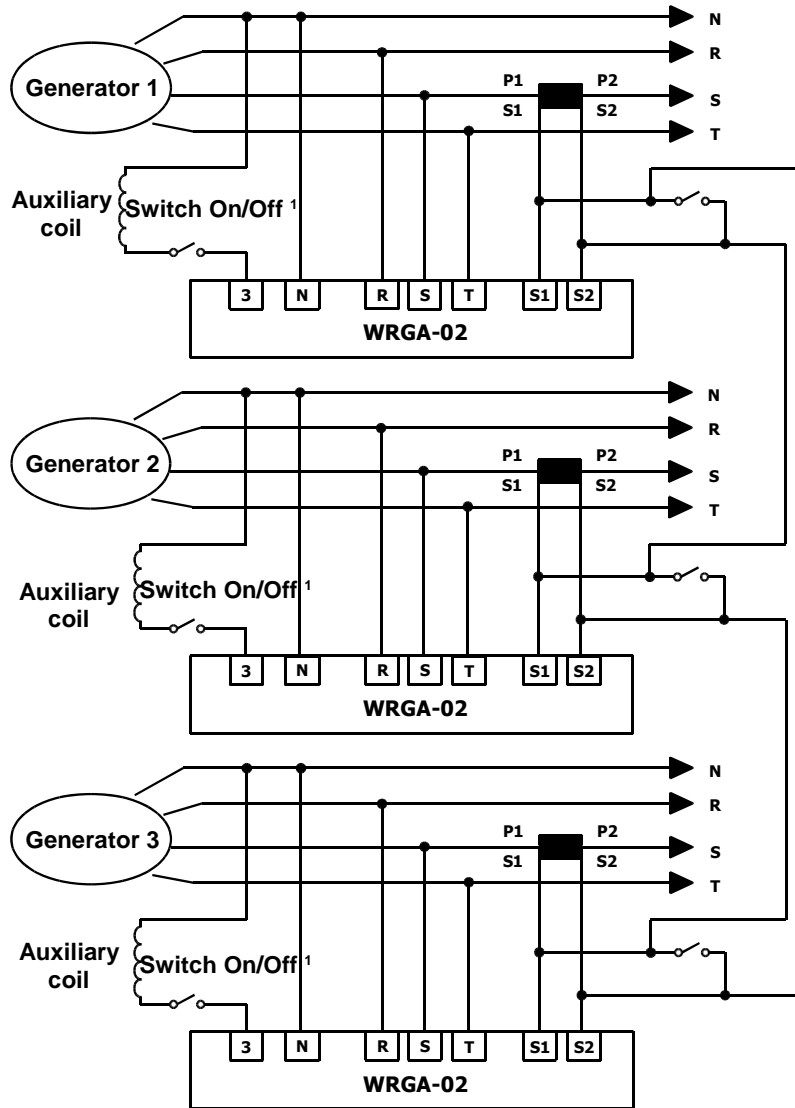 N
R
Generator 1
P1 P2
S
S1 S2
T
Auxiliary
coil
Switch On/Off ¹
3 N R S T S1 S2
WRGA-02
N
R
Generator 2
P1 P2
S
S1 S2
T
Auxiliary
coil
Switch On/Off ¹
3 N R S T S1 S2
WRGA-02
N
R
Generator 3
P1 P2
S
S1 S2
T
Auxiliary
coil
Switch On/Off ¹
3 N R S T S1 S2
WRGA-02